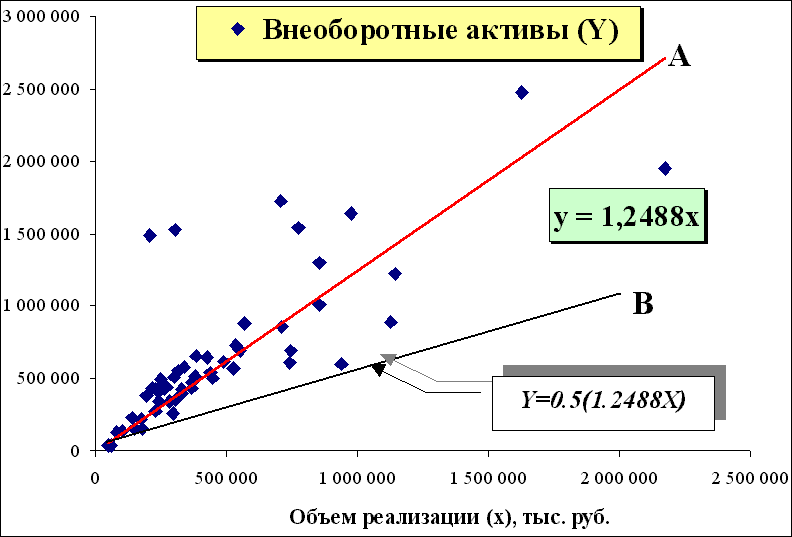 Внеоборотные активы (Y)
3 000 000
2 500 000
2 000 000
1 500 000
1 000 000
500 000
0
A
y = 1,2488x
B
Y=0.5(1.2488X)
0
500 000
1 000 000
1 500 000
2 000 000
2 500 000
Объем реализации (x), тыс. руб.